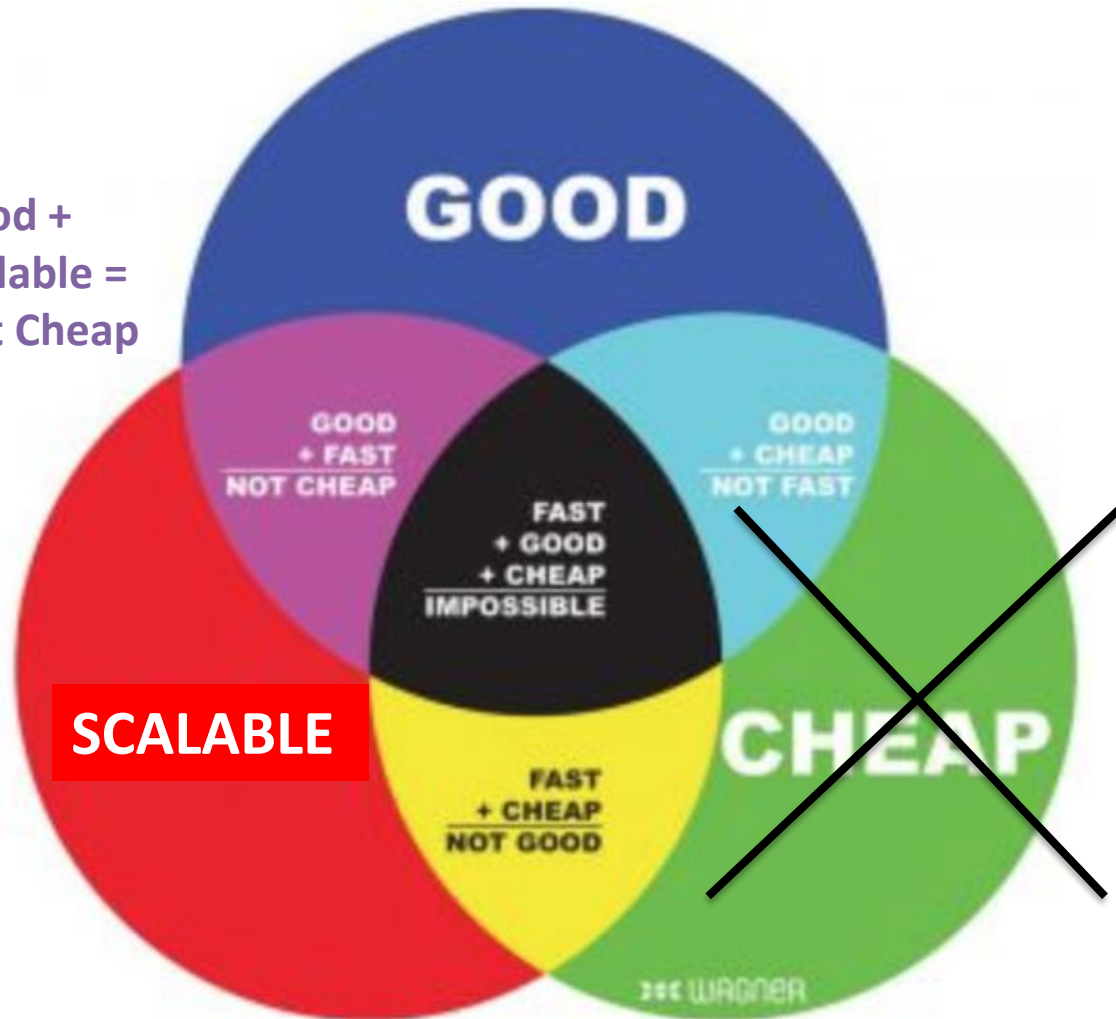 GOOD
od +
lable =
t Cheap
GOOD
+ FAST
NOT CHEAP
GOOD
+ CHEAP
NOT FAST
FAST
+ GOOD
+ CHEAP
IMPOSSIBLE
SCALABLE
CHEAP
FAST
+ CHEAP
NOT GOOD
WAGNER